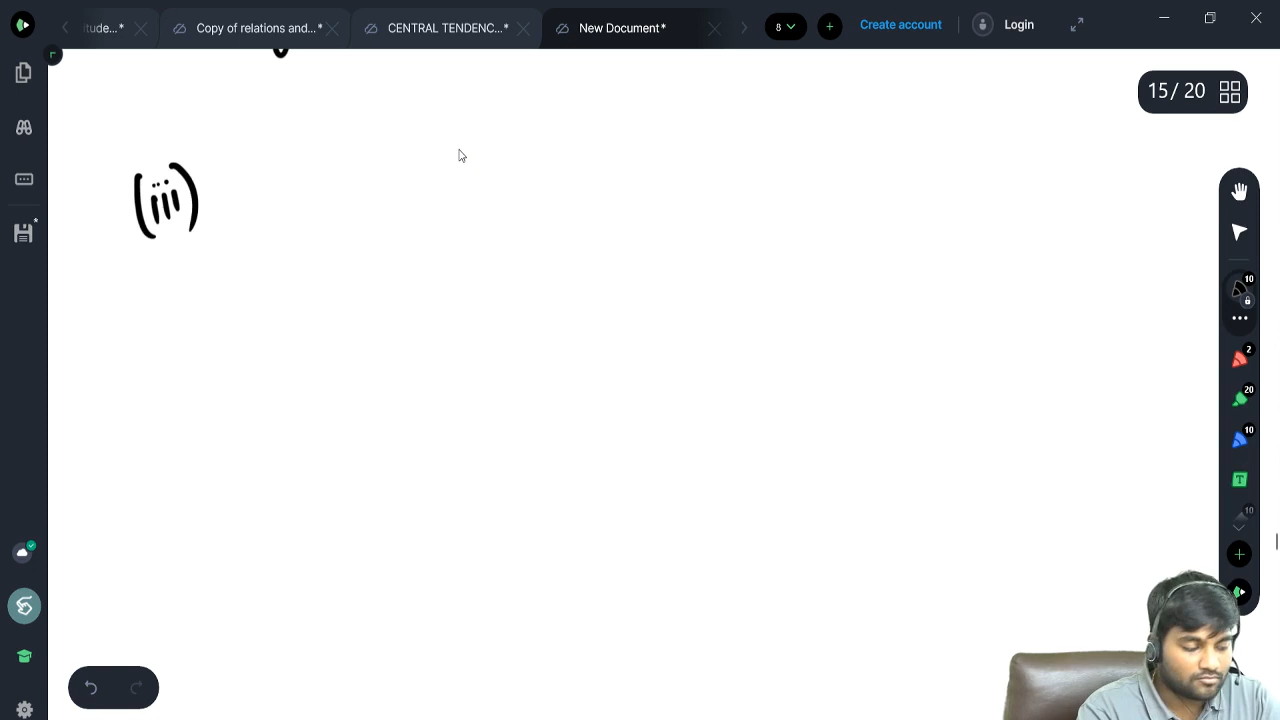 itude...*
Copy of relations and...*
CENTRAL TENDENC...*
New Document*
8
Create account
Login
15/ 20
(iii)
10
2
20
10
T
10